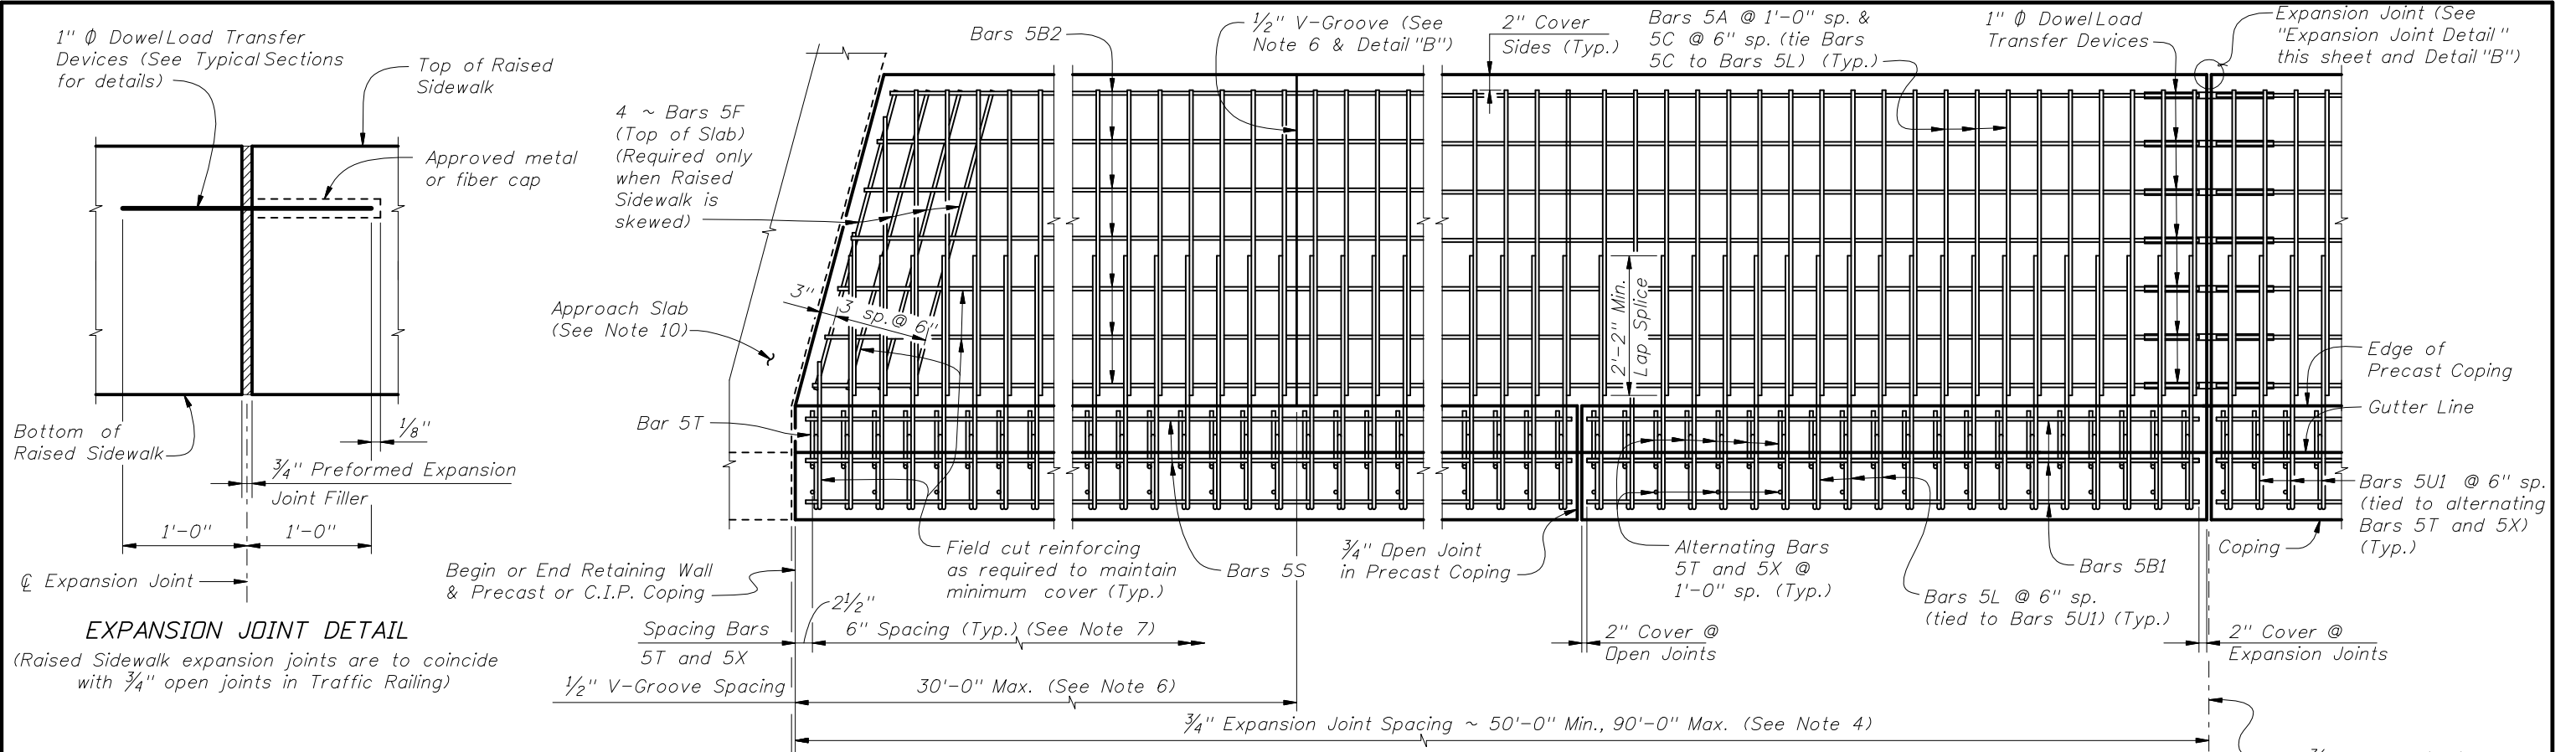 1" Φ Dowel Load Transfer
Devices (See Typical Sections
for details)
Top of Raised
Sidewalk
Approved metal
or fiber cap
Bottom of
Raised Sidewalk
1/8"
3/4" Preformed Expansion
Joint Filler
1'-0"
1'-0"
℄ Expansion Joint
EXPANSION JOINT DETAIL
(Raised Sidewalk expansion joints are to coincide
with 3/4" open joints in Traffic Railing)
Bars 5B2
1/2" V-Groove (See
Note 6 & Detail "B")
2" Cover
Sides (Typ.)
Bars 5A @ 1'-0" sp. &
5C @ 6" sp. (tie Bars
5C to Bars 5L) (Typ.)
1" Φ Dowel Load
Transfer Devices
Expansion Joint (See
"Expansion Joint Detail"
this sheet and Detail "B")
4 ~ Bars 5F
(Top of Slab)
(Required only
when Raised
Sidewalk is
skewed)
3"
3 sp. @ 6"
Approach Slab
(See Note 10)
2'-2" Min.
Lap Splice
Edge of
Precast Coping
Gutter Line
Bar 5T
Bars 5U1 @ 6" sp.
(tied to alternating
Bars 5T and 5X)
(Typ.)
Coping
Begin or End Retaining Wall
& Precast or C.I.P. Coping
Field cut reinforcing
as required to maintain
minimum cover (Typ.)
Bars 5S
3/4" Open Joint
in Precast Coping
Alternating Bars
5T and 5X @
1'-0" sp. (Typ.)
Bars 5L @ 6" sp.
(tied to Bars 5U1) (Typ.)
Bars 5B1
2 1/2"
Spacing Bars
5T and 5X
6" Spacing (Typ.) (See Note 7)
2" Cover @
Open Joints
2" Cover @
Expansion Joints
1/2" V-Groove Spacing
30'-0" Max. (See Note 6)
3/4" Expansion Joint Spacing ~ 50'-0" Min., 90'-0" Max. (See Note 4)